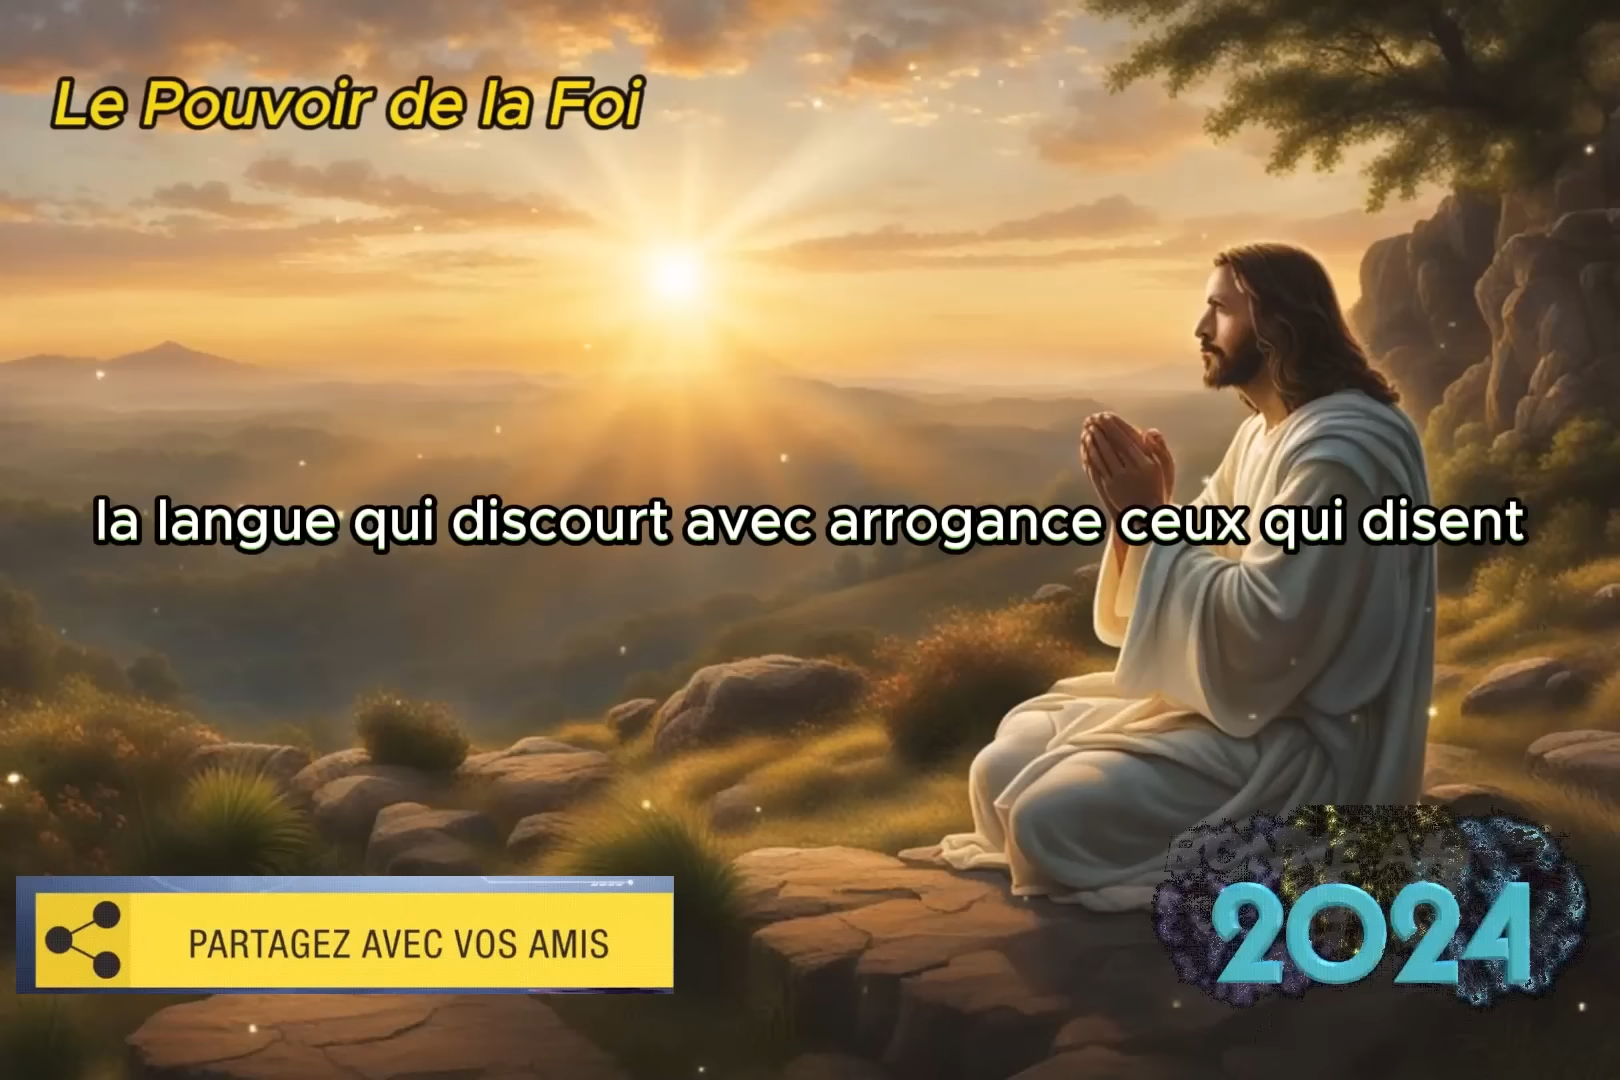 Le Pouvoir de la Foi
la langue qui discourt avec arrogance ceux qui disent
PARTAGEZ AVEC VOS AMIS
2024